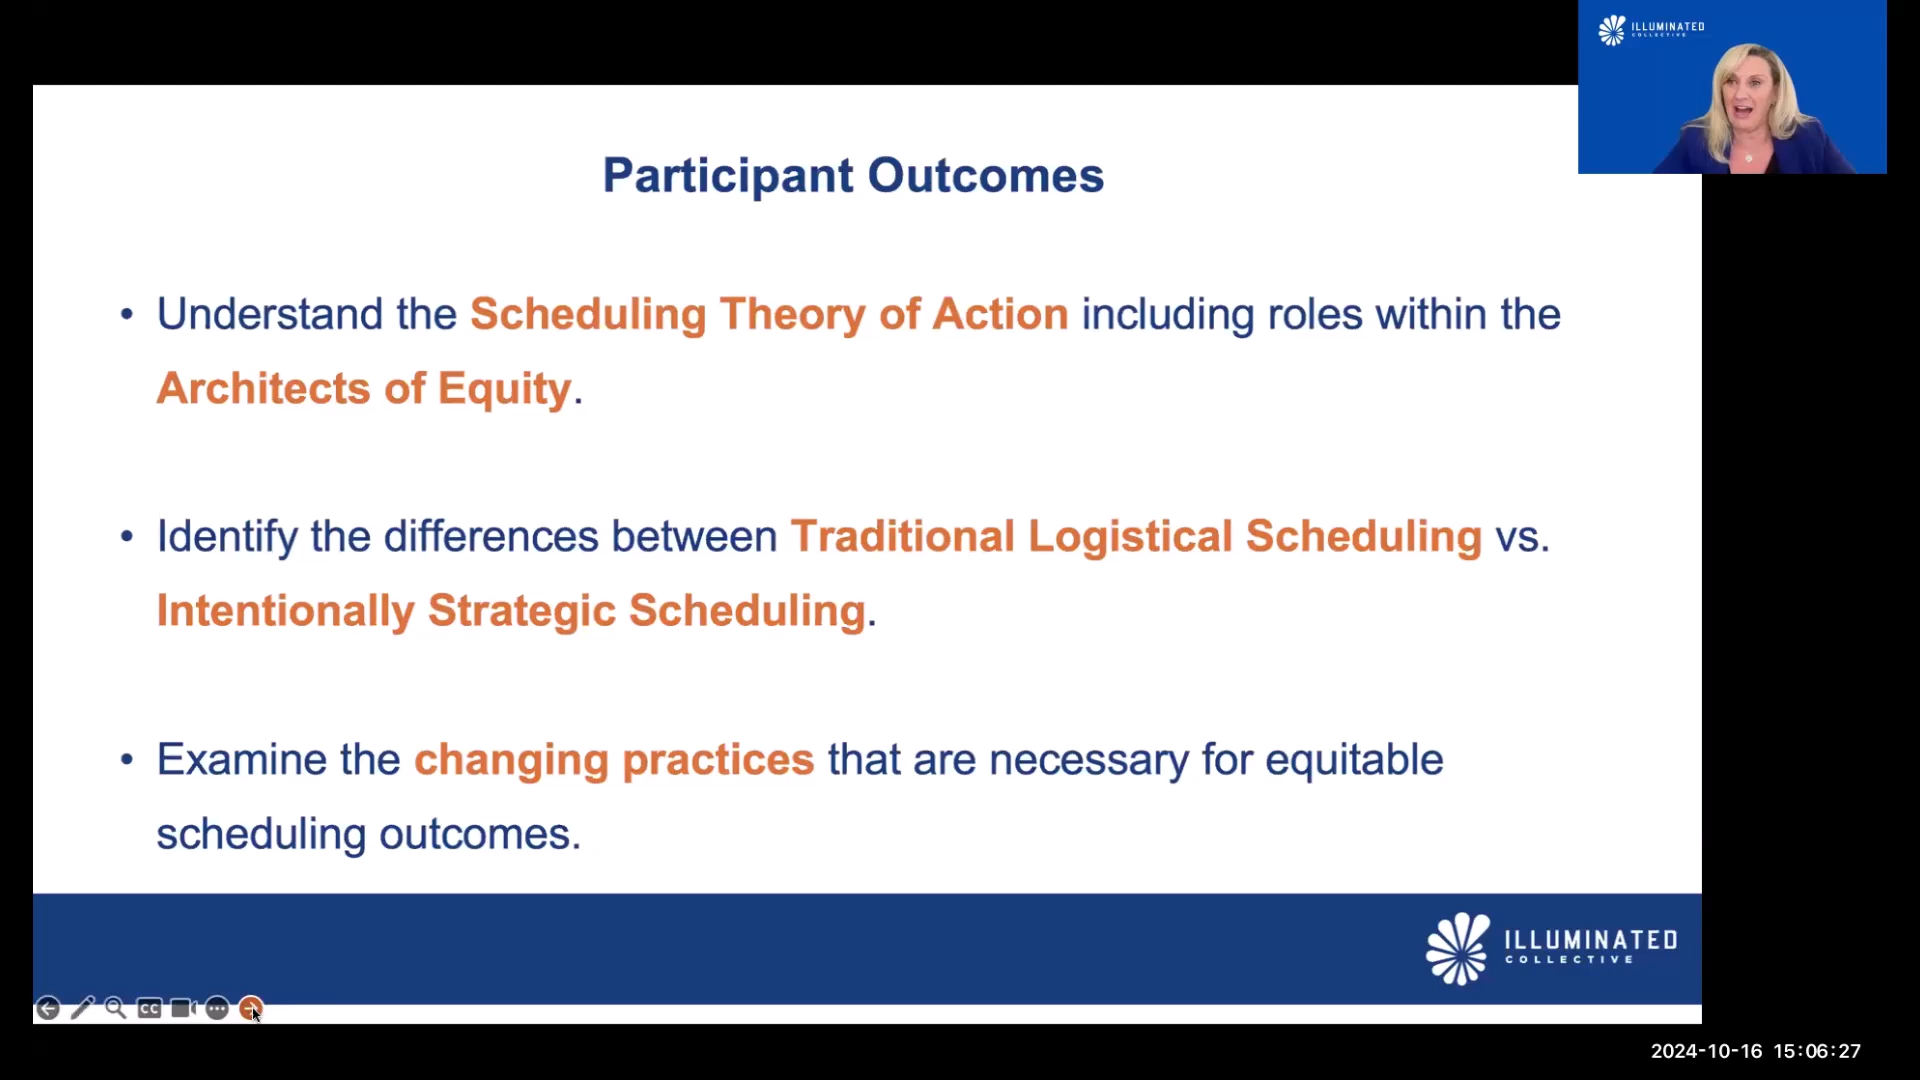 ILLUMINATED
COLLECTIVE
Participant Outcomes
• Understand the Scheduling Theory of Action including roles within the
Architects of Equity.
• Identify the differences between Traditional Logistical Scheduling vs.
Intentionally Strategic Scheduling.
• Examine the changing practices that are necessary for equitable
scheduling outcomes.
ILLUMINATED
COLLECTIVE
CC
2024-10-16 15:06:27